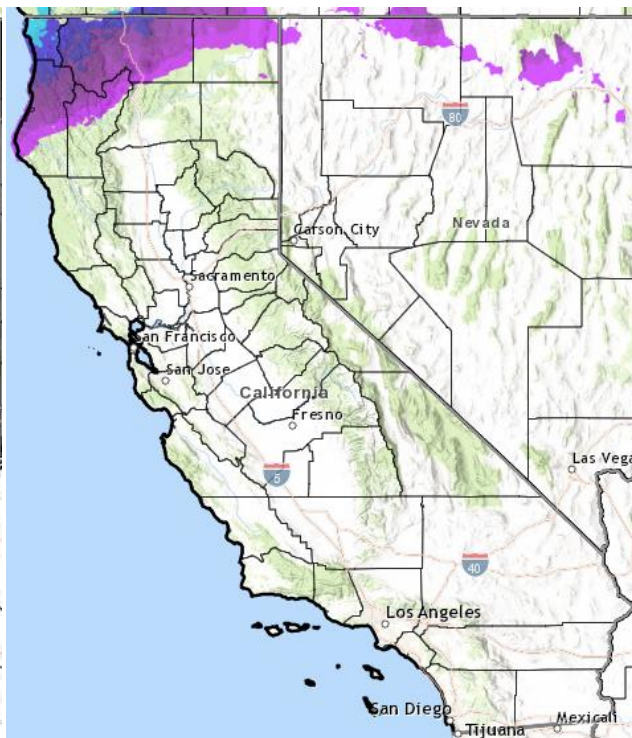 80
Carson City
Nevada
Sacramento
San Francisco
San Jose
California
Fresno
5
Las Vega
40
Los Angeles
San Diego
Tijuana
Mexicali